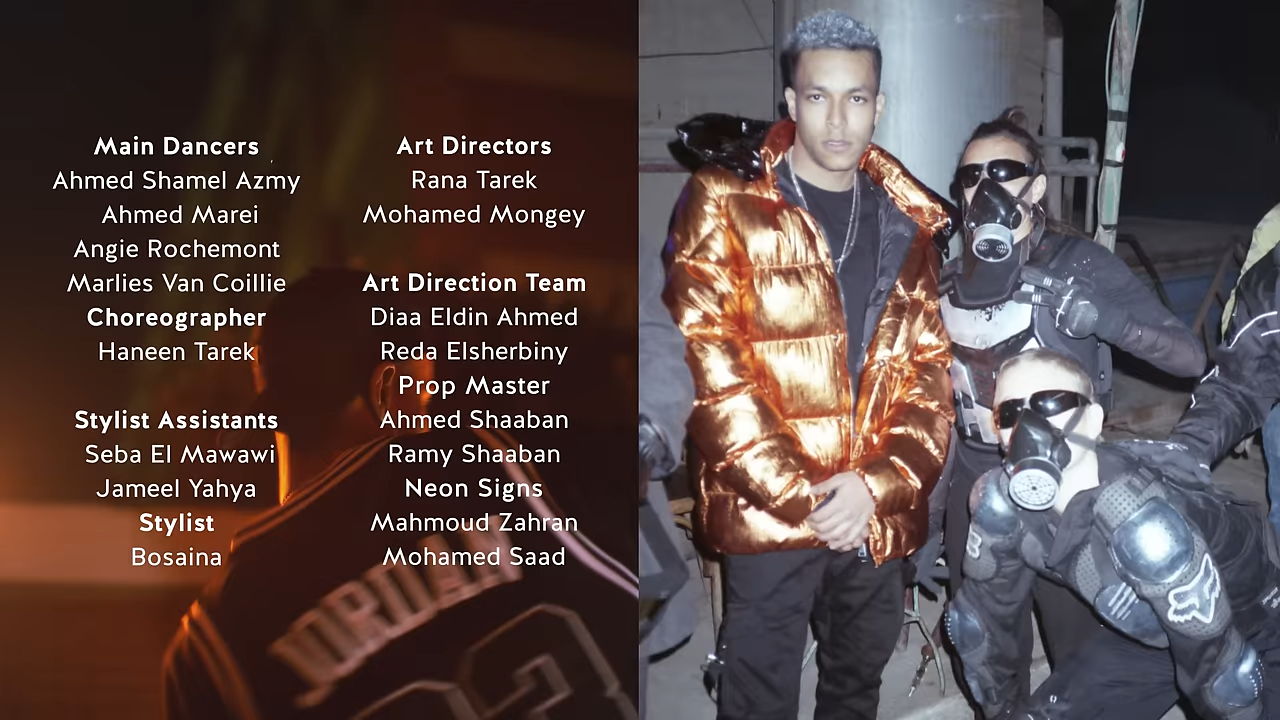 Main Dancers
Ahmed Shamel Azmy
Ahmed Marei
Angie Rochemont
Marlies Van Coillie
Choreographer
Haneen Tarek
Stylist Assistants
Seba El Mawawi
Jameel Yahya
Stylist
Bosaina
Art Directors
Rana Tarek
Mohamed Mongey
Art Direction Team
Diaa Eldin Ahmed
Reda Elsherbiny
Prop Master
Ahmed Shaaban
Ramy Shaaban
Neon Signs
Mahmoud Zahran
Mohamed Saad
JORDAN
23